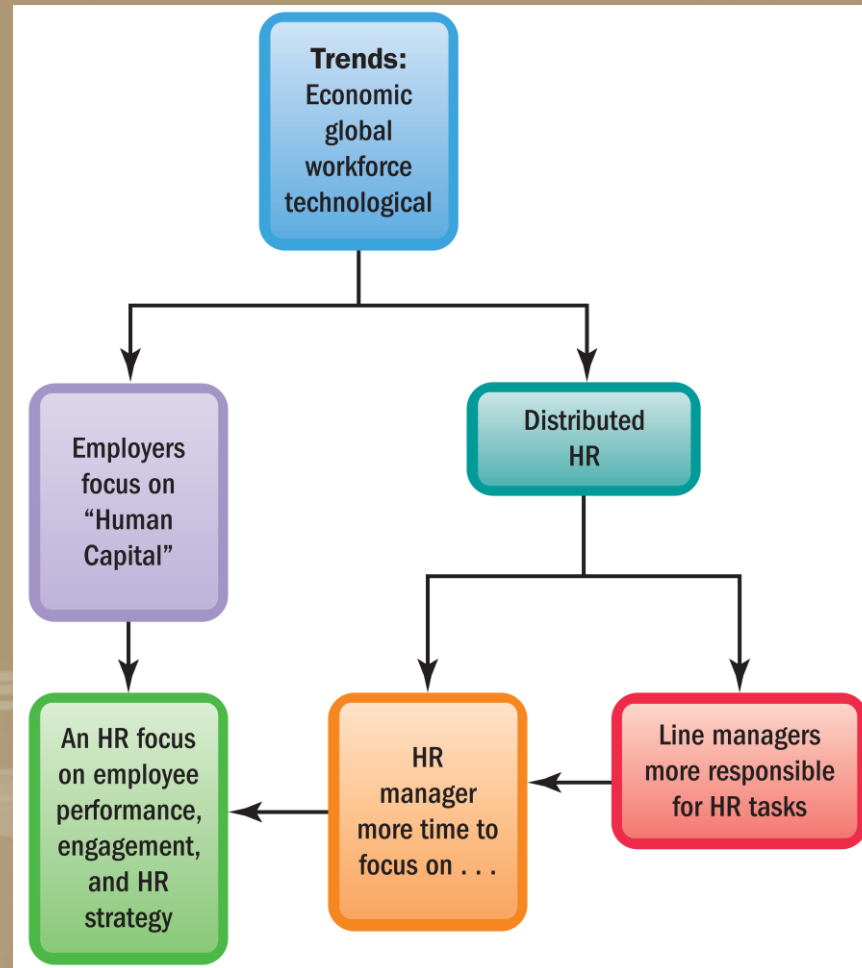 Trends:
Economic
global
workforce
technological
Employers
focus on
“Human
Capital”
Distributed
HR
An HR focus
on employee
performance,
engagement,
and HR
strategy
HR
manager
more time to
focus on . . .
Line managers
more responsible
for HR tasks